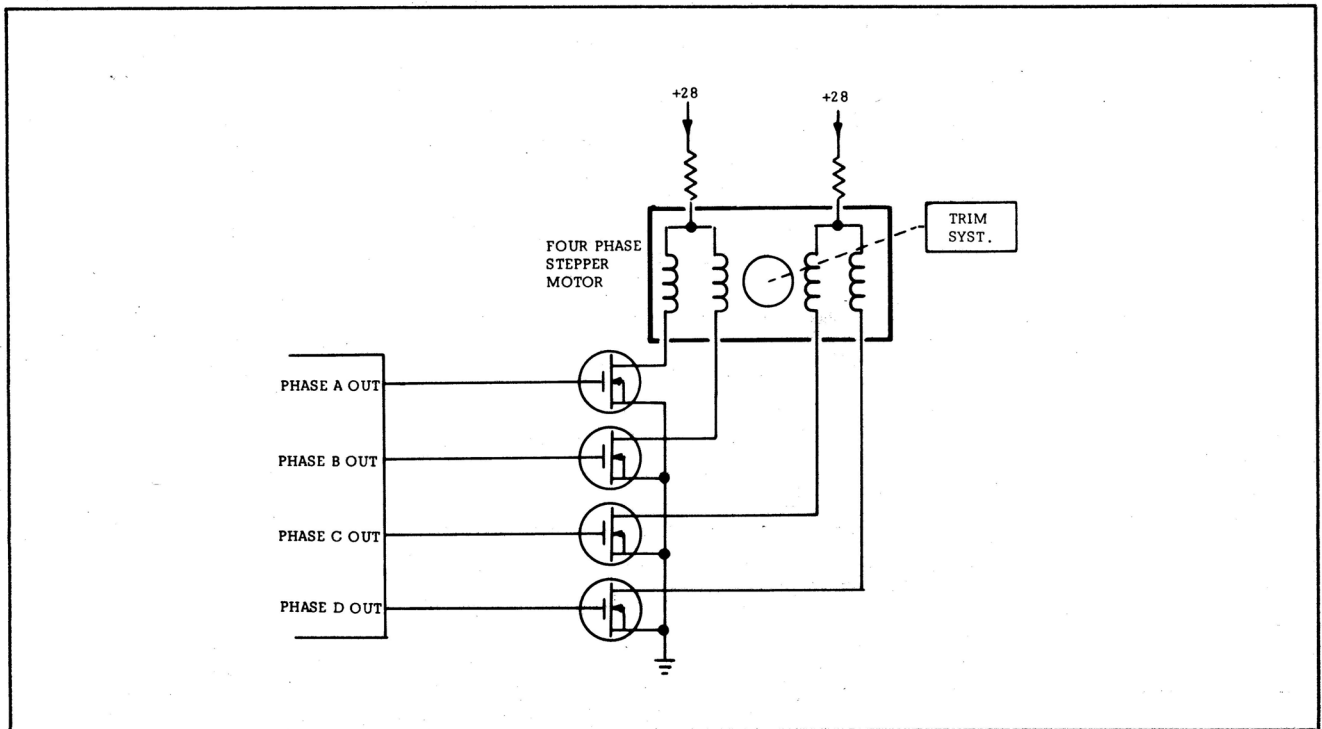 +28
+28
TRIM
SYST.
FOUR PHASE
STEPPER
MOTOR
PHASE A OUT
PHASE B OUT
PHASE C OUT
PHASE D OUT